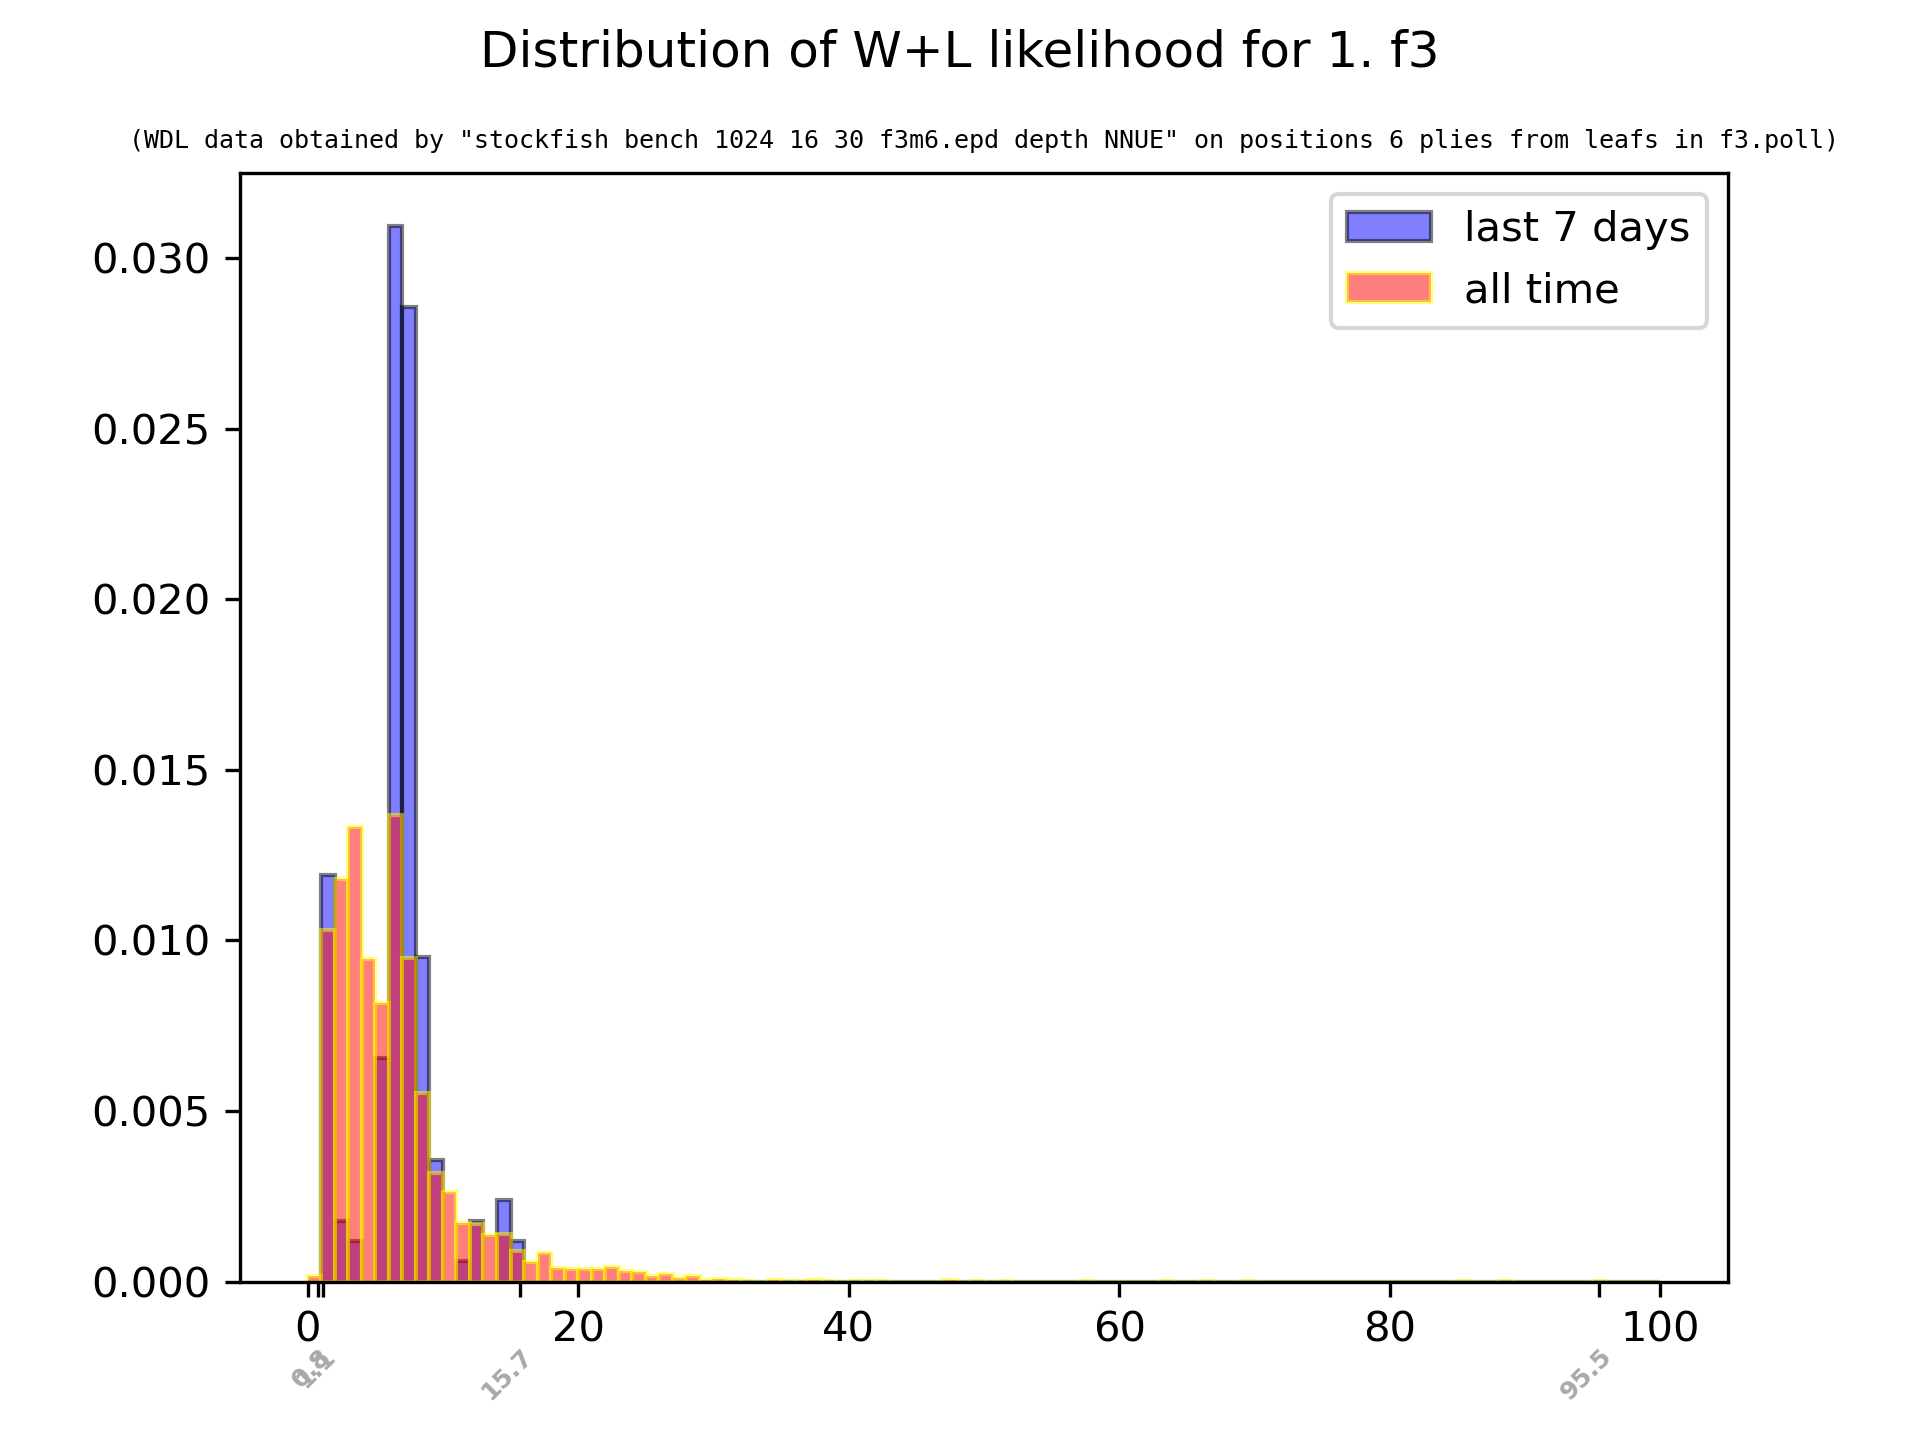 Distribution of W+L likelihood for 1. f3
(WDL data obtained by "stockfish bench 1024 16 30 f3m6.epd depth NNUE" on positions 6 plies from leafs in f3.poll)
last 7 days
all time
0.030
0.025
0.020
0.015
0.010
0.005
0.000
0 20 40 60 80 100
15.7 95.5